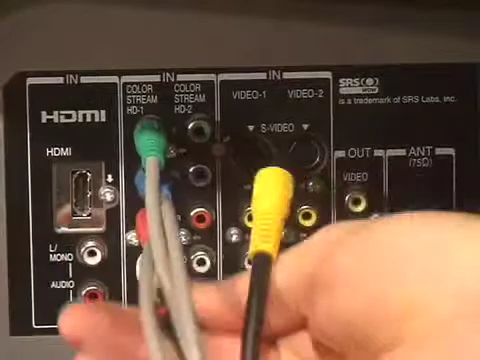 IN
IN
IN
HDMI
COLOR
STREAM
HD-1
COLOR
STREAM
HD-2
VIDEO-1
VIDEO-2
SRS
WOW
is a trademark of SRS Labs, Inc.
▼ S-VIDEO ▼
HDMI
OUT
ANT
(75Ω)
VIDEO
L/
MONO
AUDIO